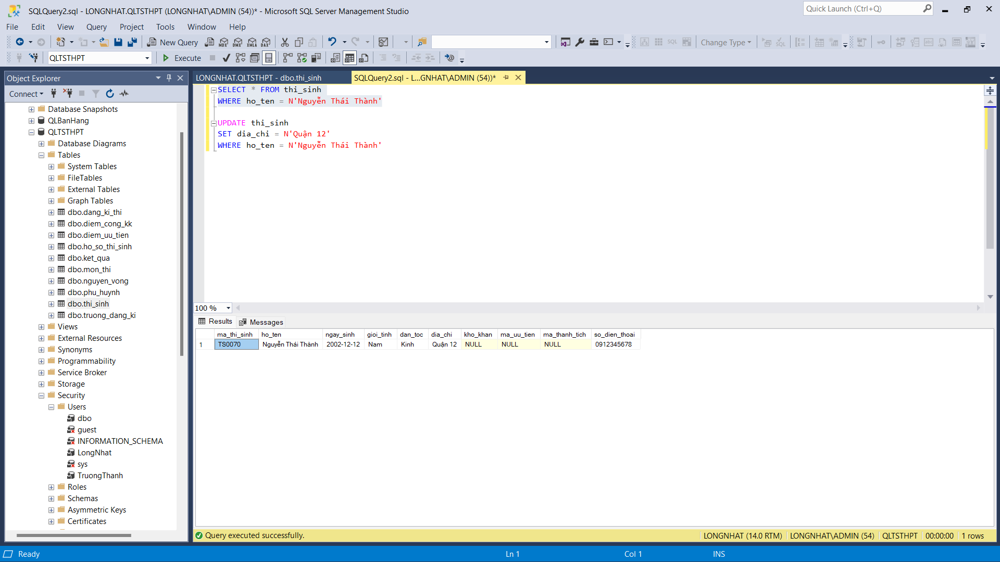 SQLQuery2.sql - LONGNHAT.QLTSTHPT (LONGNHAT\ADMIN (54))* - Microsoft SQL Server Management Studio
Quick Launch (Ctrl+Q)
File Edit View Query Project Tools Window Help
New Query MDX DMX XMLA DAX SQL Change Type SQL
QLTSTHPT Execute
Object Explorer
Connect
Database Snapshots
QLBanHang
QLTSTHPT
Database Diagrams
Tables
System Tables
FileTables
External Tables
Graph Tables
dbo.dang_ki_thi
dbo.diem_cong_kk
dbo.diem_uu_tien
dbo.ho_so_thi_sinh
dbo.ket_qua
dbo.mon_thi
dbo.nguyen_vong
dbo.phu_huynh
dbo.thi_sinh
dbo.truong_dang_ki
Views
External Resources
Synonyms
Programmability
Service Broker
Storage
Security
Users
dbo
guest
INFORMATION_SCHEMA
LongNhat
sys
TruongThanh
Roles
Schemas
Asymmetric Keys
Certificates
LONGNHAT.QLTSTHPT - dbo.thi_sinh
SQLQuery2.sql - L...GNHAT\ADMIN (54))*
SELECT * FROM thi_sinh
WHERE ho_ten = N'Nguyễn Thái Thành'
UPDATE thi_sinh
SET dia_chi = N'Quận 12'
WHERE ho_ten = N'Nguyễn Thái Thành'
100 %
Results Messages
ma_thi_sinh ho_ten ngay_sinh gioi_tinh dan_toc dia_chi kho_khan ma_uu_tien ma_thanh_tich so_dien_thoai
1 TS0070 Nguyễn Thái Thành 2002-12-12 Nam Kinh Quận 12 NULL NULL NULL 0912345678
Query executed successfully.
LONGNHAT (14.0 RTM) LONGNHAT\ADMIN (54) QLTSTHPT 00:00:00 1 rows
Ready Ln 1 Col 1 INS